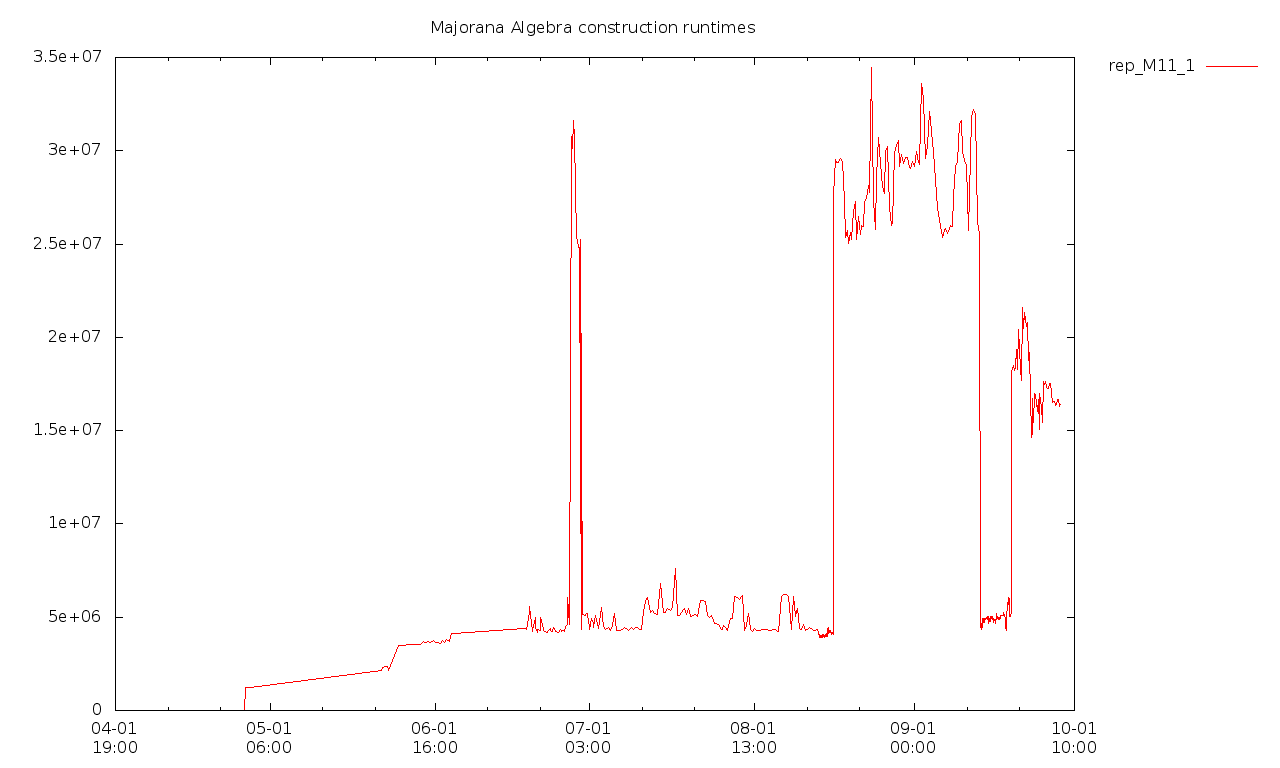 Majorana Algebra construction runtimes
rep_M11_1
3.5e+07
3e+07
2.5e+07
2e+07
1.5e+07
1e+07
5e+06
0
04-01 05-01 06-01 07-01 08-01 09-01 10-01
19:00 06:00 16:00 03:00 13:00 00:00 10:00